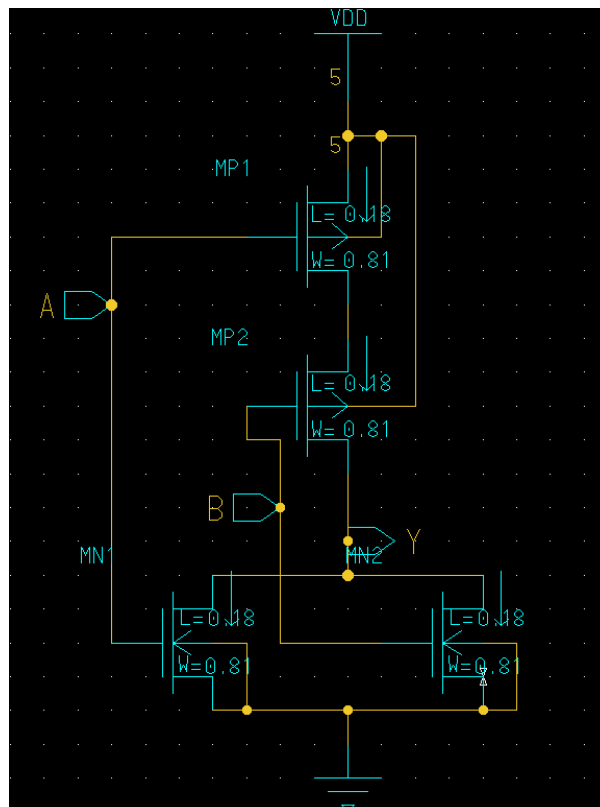 VDD
5
5
MP1
L= 0.18
W= 0.81
A
MP2
L= 0.18
W= 0.81
B
Y
MN1
MN2
L= 0.18
L= 0.18
W= 0.81
W= 0.81